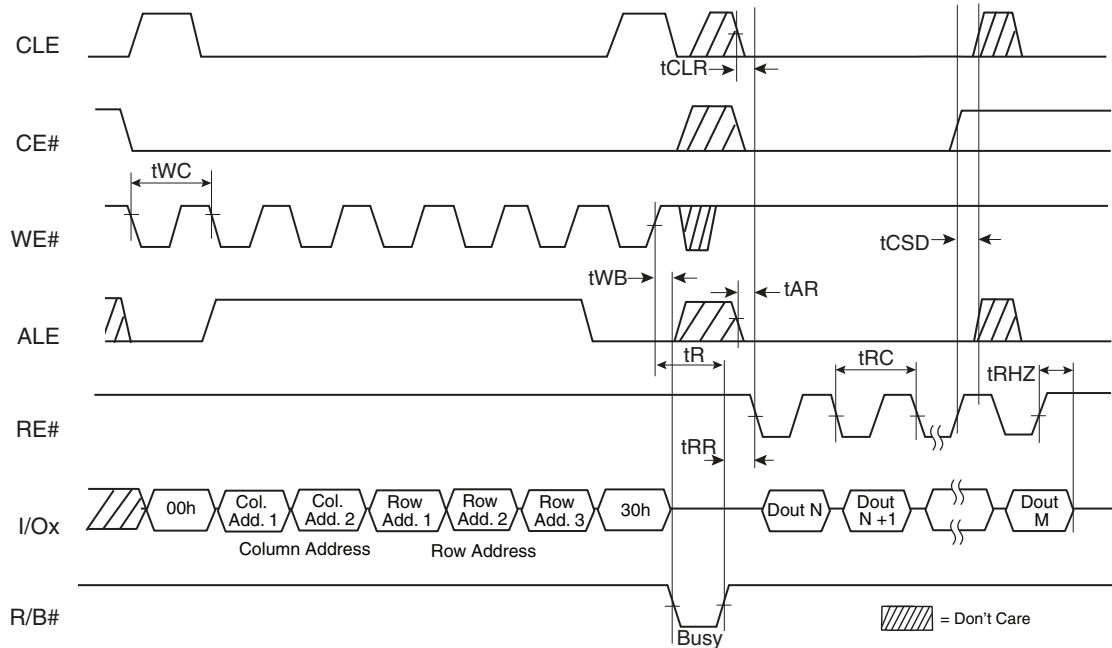 CLE
tCLR
CE#
tWC
WE#
tCSD
tWB
tAR
ALE
tR
tRC
tRHZ
RE#
tRR
I/Ox
00h
Col.
Add. 1
Col.
Add. 2
Row
Add. 1
Row
Add. 2
Row
Add. 3
30h
Dout N
Dout
N +1
Dout
M
Column Address
Row Address
R/B#
Busy
= Don't Care